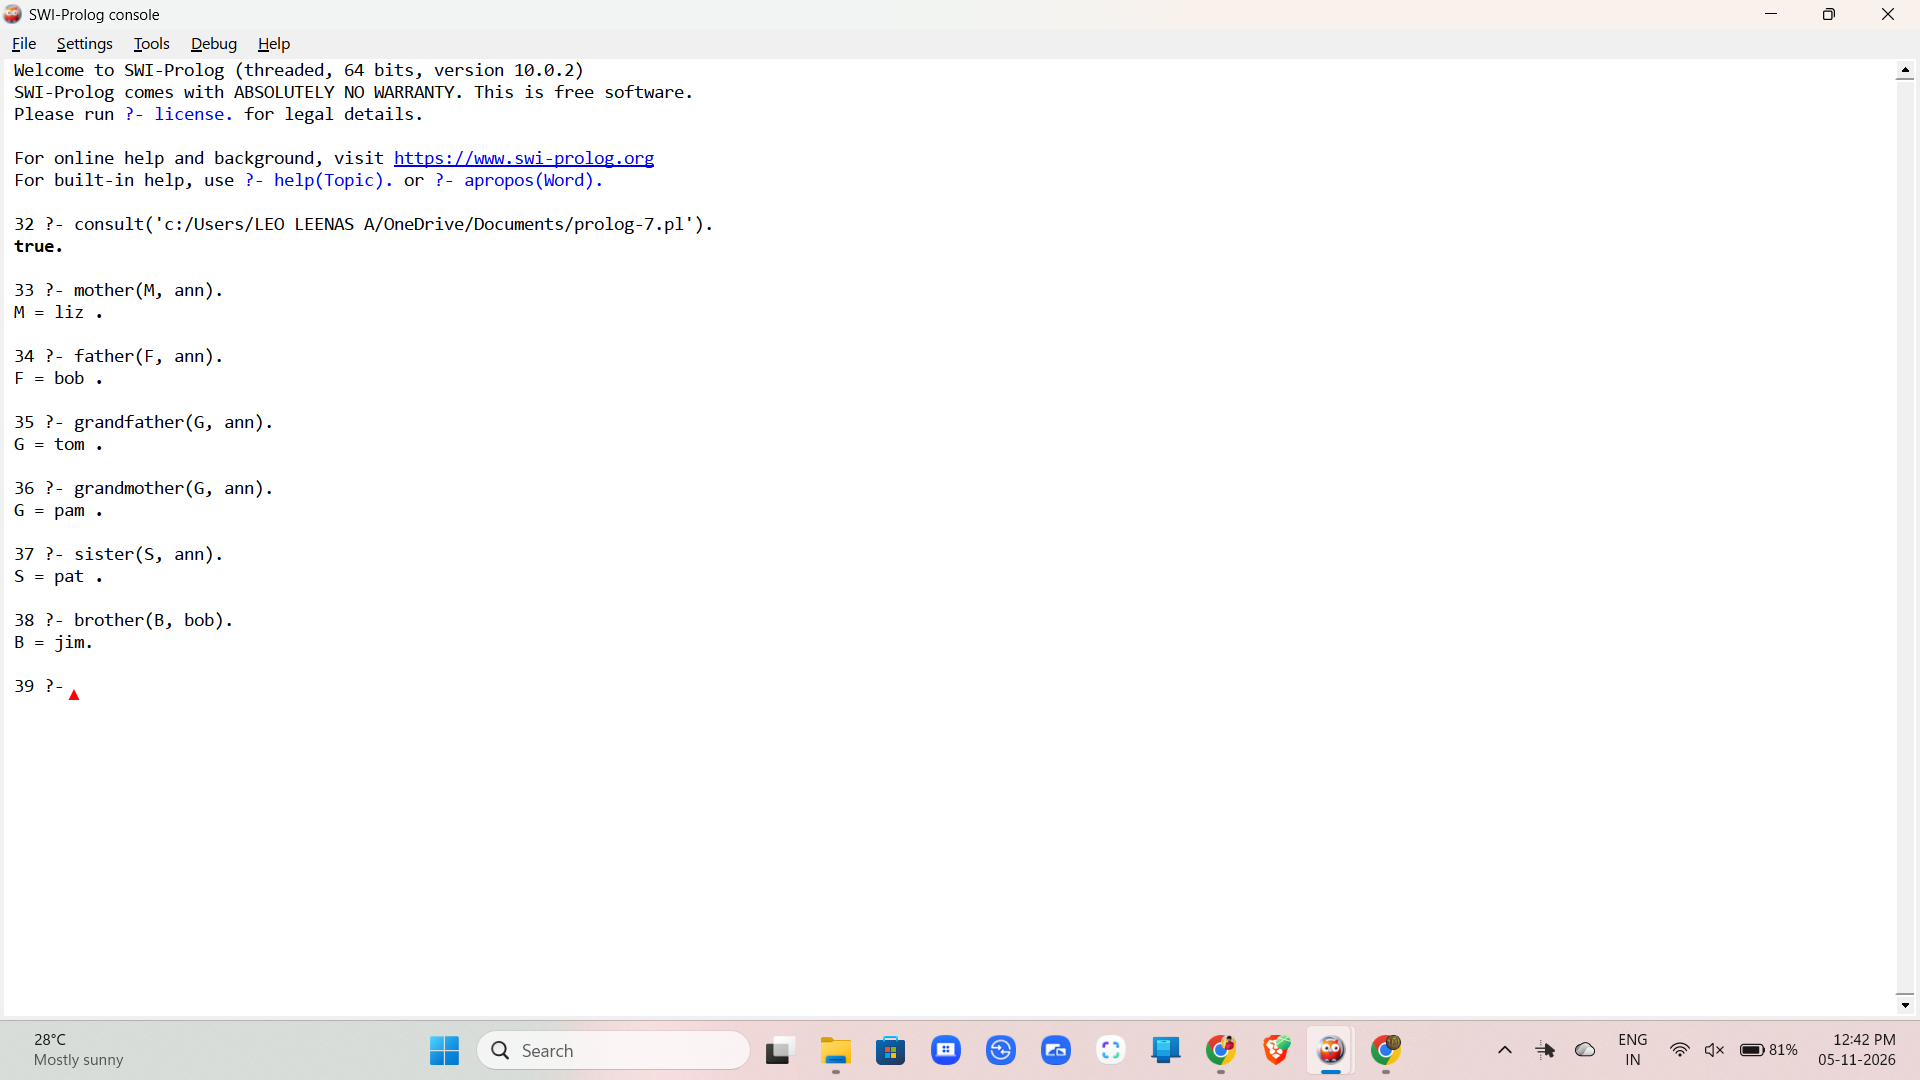 SWI-Prolog console
File Settings Tools Debug Help
Welcome to SWI-Prolog (threaded, 64 bits, version 10.0.2)
SWI-Prolog comes with ABSOLUTELY NO WARRANTY. This is free software.
Please run ?- license. for legal details.
For online help and background, visit https://www.swi-prolog.org
For built-in help, use ?- help(Topic). or ?- apropos(Word).
32 ?- consult('c:/Users/LEO LEENAS A/OneDrive/Documents/prolog-7.pl').
true.
33 ?- mother(M, ann).
M = liz .
34 ?- father(F, ann).
F = bob .
35 ?- grandfather(G, ann).
G = tom .
36 ?- grandmother(G, ann).
G = pam .
37 ?- sister(S, ann).
S = pat .
38 ?- brother(B, bob).
B = jim.
39 ?-
28°C
Mostly sunny
Search
ENG
IN
81%
12:42 PM
05-11-2026